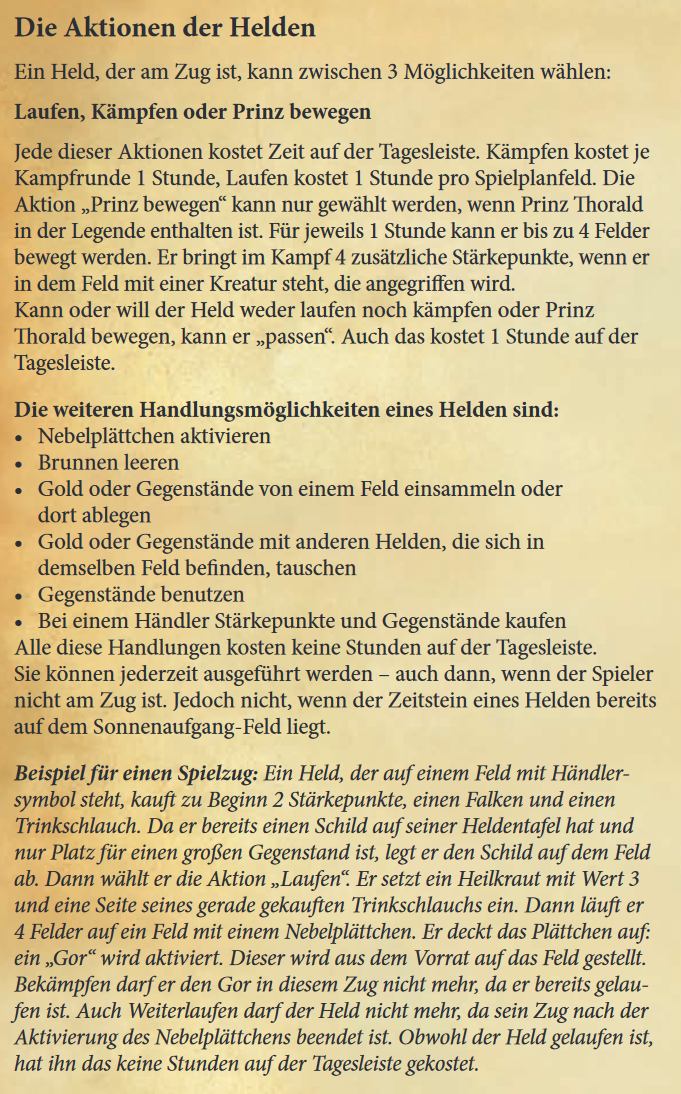 Die Aktionen der Helden
Ein Held, der am Zug ist, kann zwischen 3 Möglichkeiten wählen:
Laufen, Kämpfen oder Prinz bewegen
Jede dieser Aktionen kostet Zeit auf der Tagesleiste. Kämpfen kostet je
Kampfrunde 1 Stunde, Laufen kostet 1 Stunde pro Spielplanfeld. Die
Aktion „Prinz bewegen“ kann nur gewählt werden, wenn Prinz Thorald
in der Legende enthalten ist. Für jeweils 1 Stunde kann er bis zu 4 Felder
bewegt werden. Er bringt im Kampf 4 zusätzliche Stärkepunkte, wenn er
in dem Feld mit einer Kreatur steht, die angegriffen wird.
Kann oder will der Held weder laufen noch kämpfen oder Prinz
Thorald bewegen, kann er „passen“. Auch das kostet 1 Stunde auf der
Tagesleiste.
Die weiteren Handlungsmöglichkeiten eines Helden sind:
• Nebelplättchen aktivieren
• Brunnen leeren
• Gold oder Gegenstände von einem Feld einsammeln oder
dort ablegen
• Gold oder Gegenstände mit anderen Helden, die sich in
demselben Feld befinden, tauschen
• Gegenstände benutzen
• Bei einem Händler Stärkepunkte und Gegenstände kaufen
Alle diese Handlungen kosten keine Stunden auf der Tagesleiste.
Sie können jederzeit ausgeführt werden – auch dann, wenn der Spieler
nicht am Zug ist. Jedoch nicht, wenn der Zeitstein eines Helden bereits
auf dem Sonnenaufgang-Feld liegt.
Beispiel für einen Spielzug: Ein Held, der auf einem Feld mit Händler-
symbol steht, kauft zu Beginn 2 Stärkepunkte, einen Falken und einen
Trinkschlauch. Da er bereits einen Schild auf seiner Heldentafel hat und
nur Platz für einen großen Gegenstand ist, legt er den Schild auf dem Feld
ab. Dann wählt er die Aktion „Laufen“. Er setzt ein Heilkraut mit Wert 3
und eine Seite seines gerade gekauften Trinkschlauchs ein. Dann läuft er
4 Felder auf ein Feld mit einem Nebelplättchen. Er deckt das Plättchen auf:
ein „Gor“ wird aktiviert. Dieser wird aus dem Vorrat auf das Feld gestellt.
Bekämpfen darf er den Gor in diesem Zug nicht mehr, da er bereits gelau-
fen ist. Auch Weiterlaufen darf der Held nicht mehr, da sein Zug nach der
Aktivierung des Nebelplättchens beendet ist. Obwohl der Held gelaufen ist,
hat ihn das keine Stunden auf der Tagesleiste gekostet.